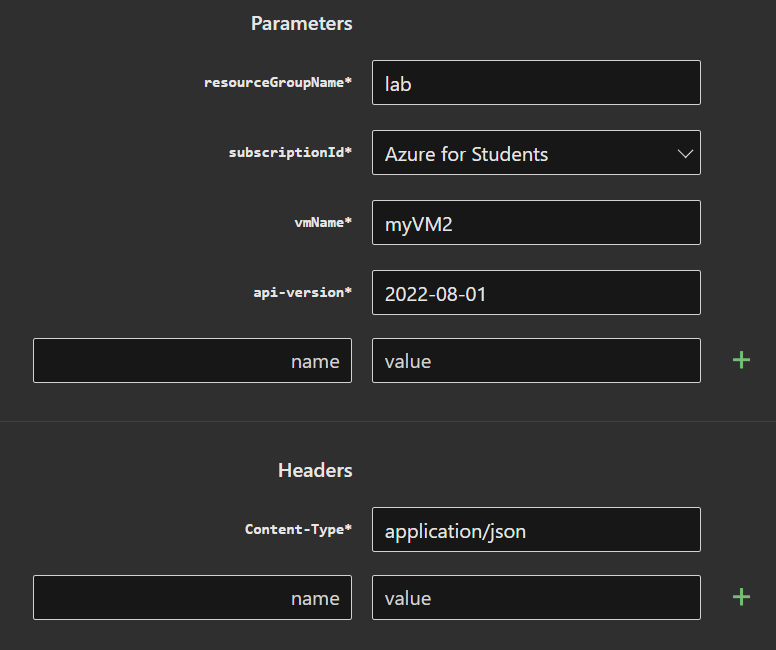 Parameters
resourceGroupName* lab
subscriptionId* Azure for Students
vmName* myVM2
api-version* 2022-08-01
name value +
Headers
Content-Type* application/json
name value +